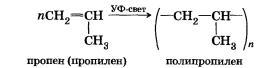 nCH₂=CH УФ-свет (—CH₂—CH—)n
CH₃ CH₃
пропен (пропилен) полипропилен